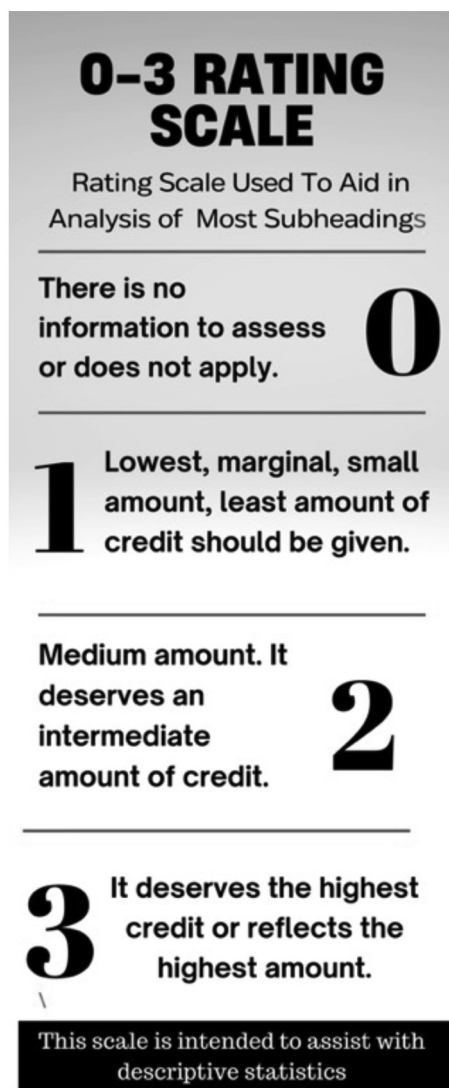 0-3 RATING
SCALE
Rating Scale Used To Aid in
Analysis of Most Subheadings
There is no
information to assess
or does not apply.
0
1
Lowest, marginal, small
amount, least amount of
credit should be given.
Medium amount. It
deserves an
intermediate
amount of credit.
2
3
It deserves the highest
credit or reflects the
highest amount.
\
This scale is intended to assist with
descriptive statistics